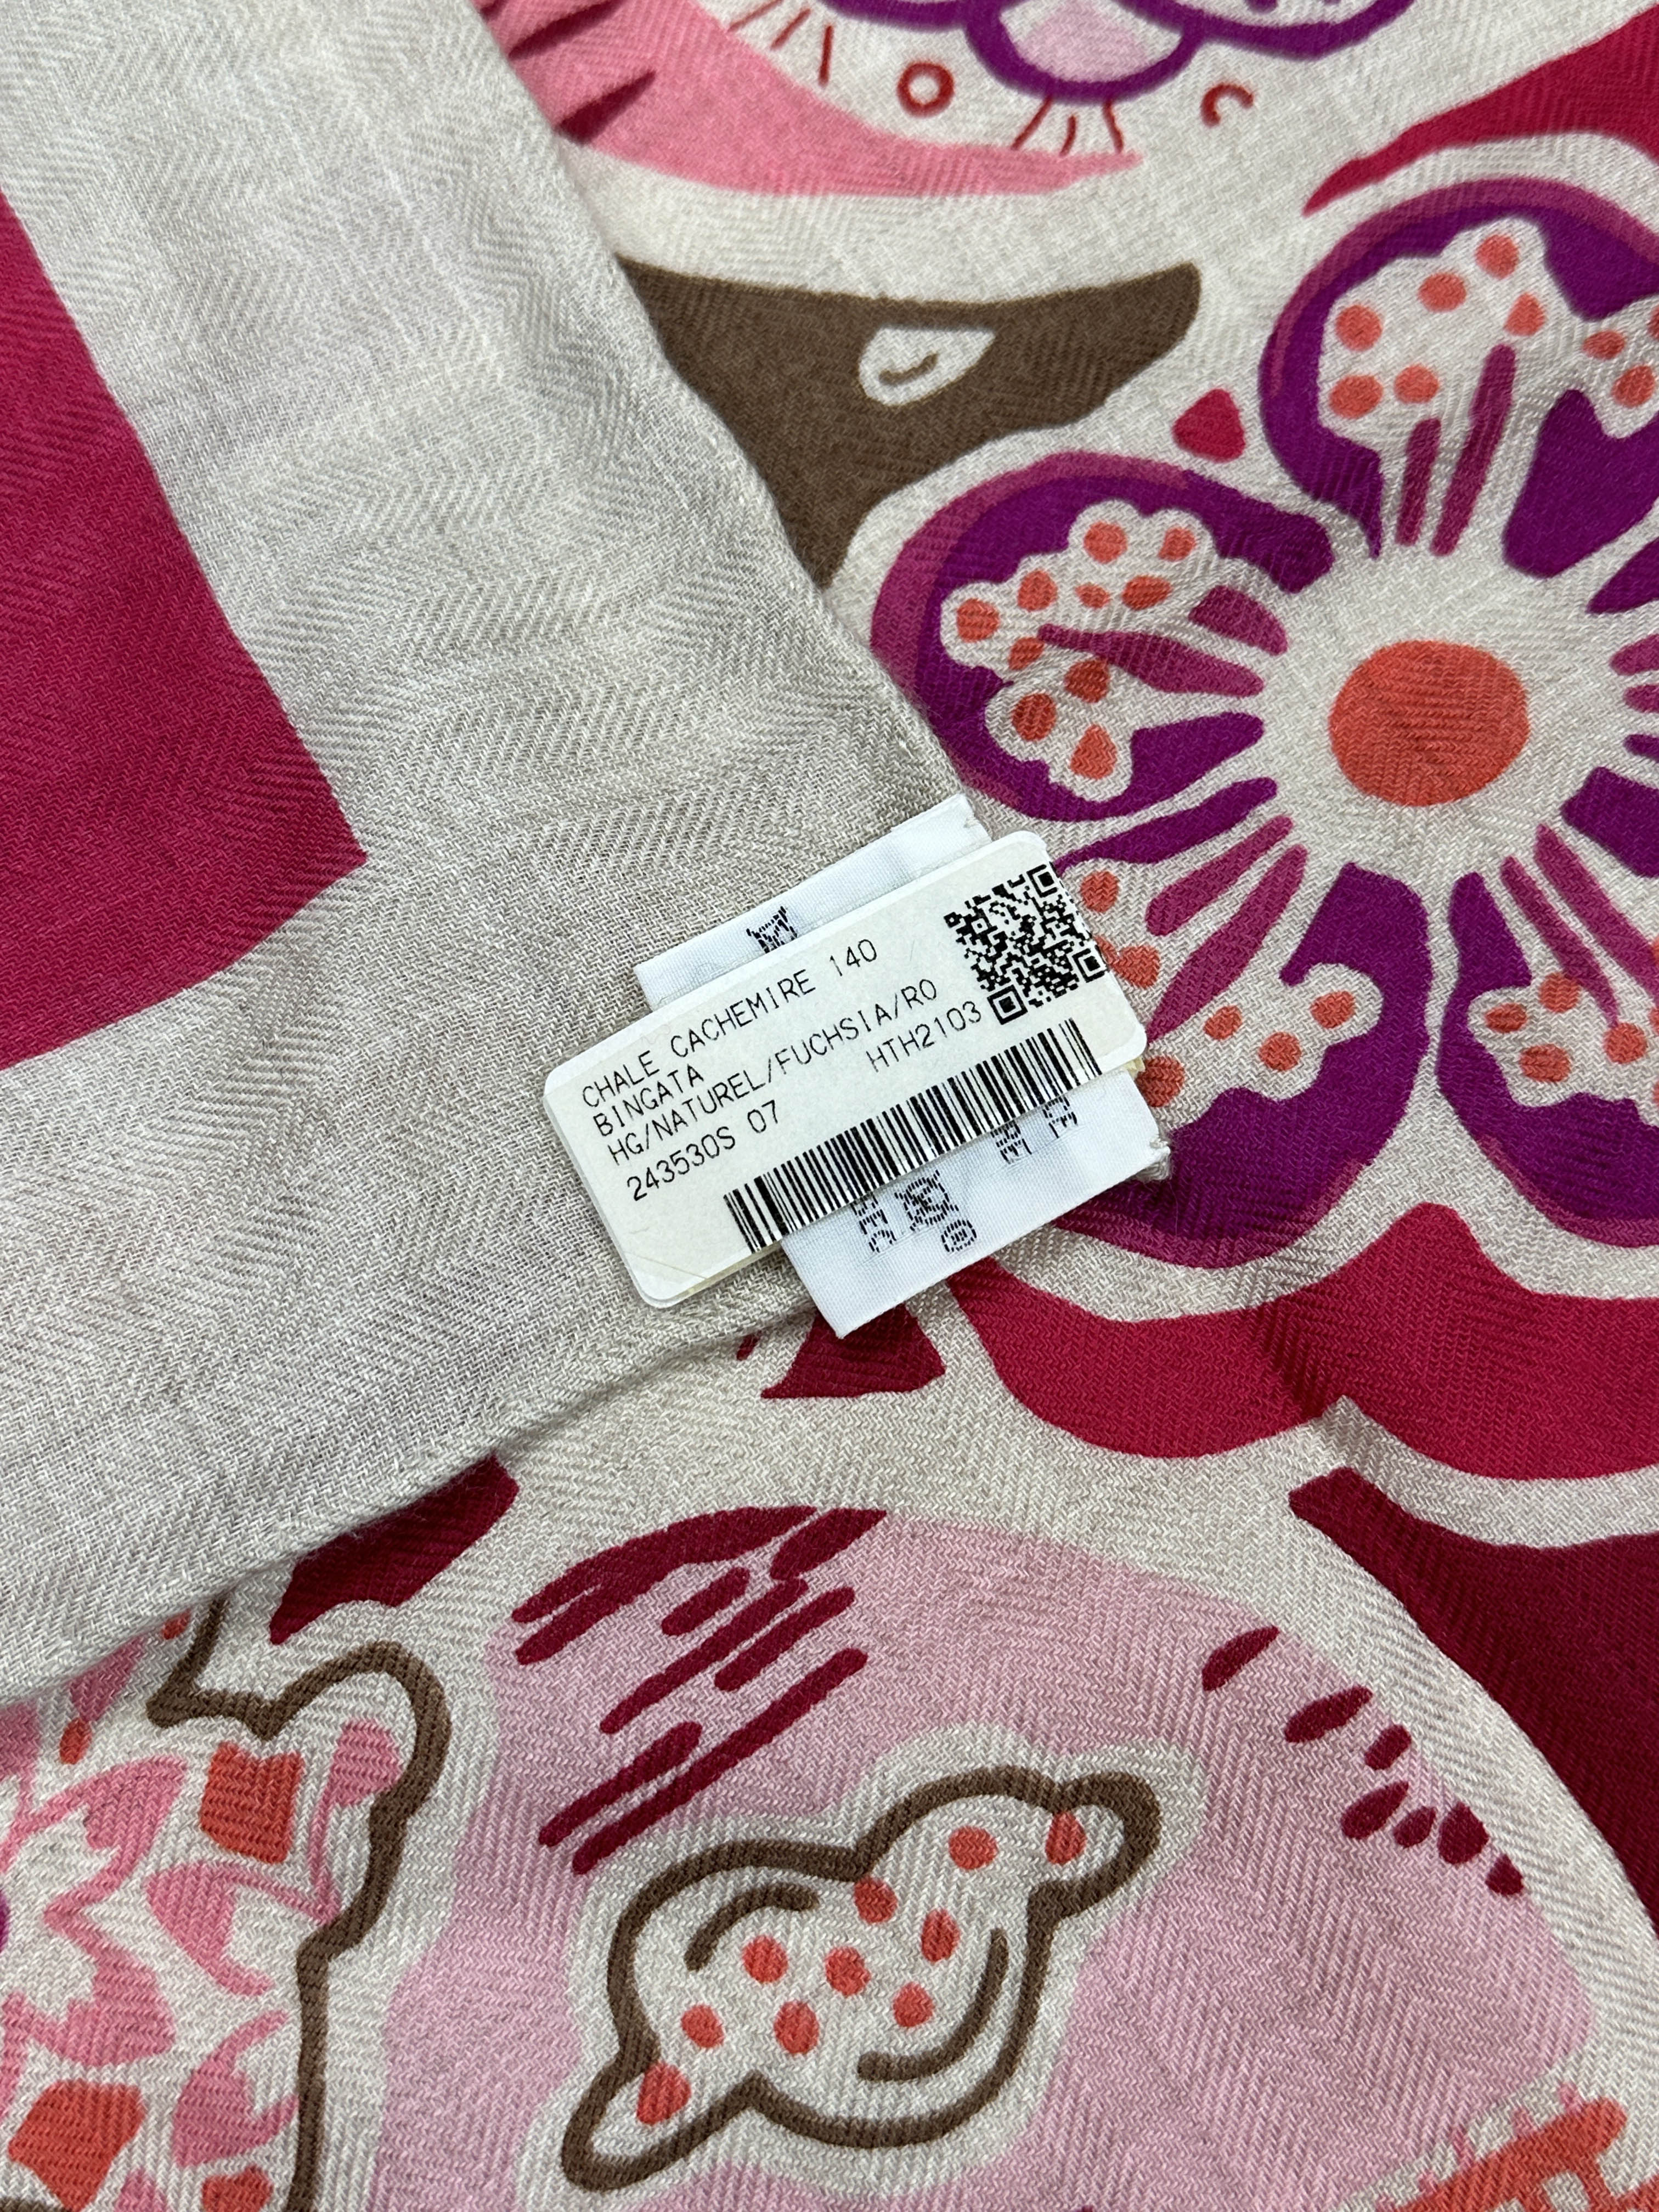 CHALE CACHEMIRE 140
BINGATA
HG/NATUREL/FUCHSIA/RO
243530S 07 HTH2103